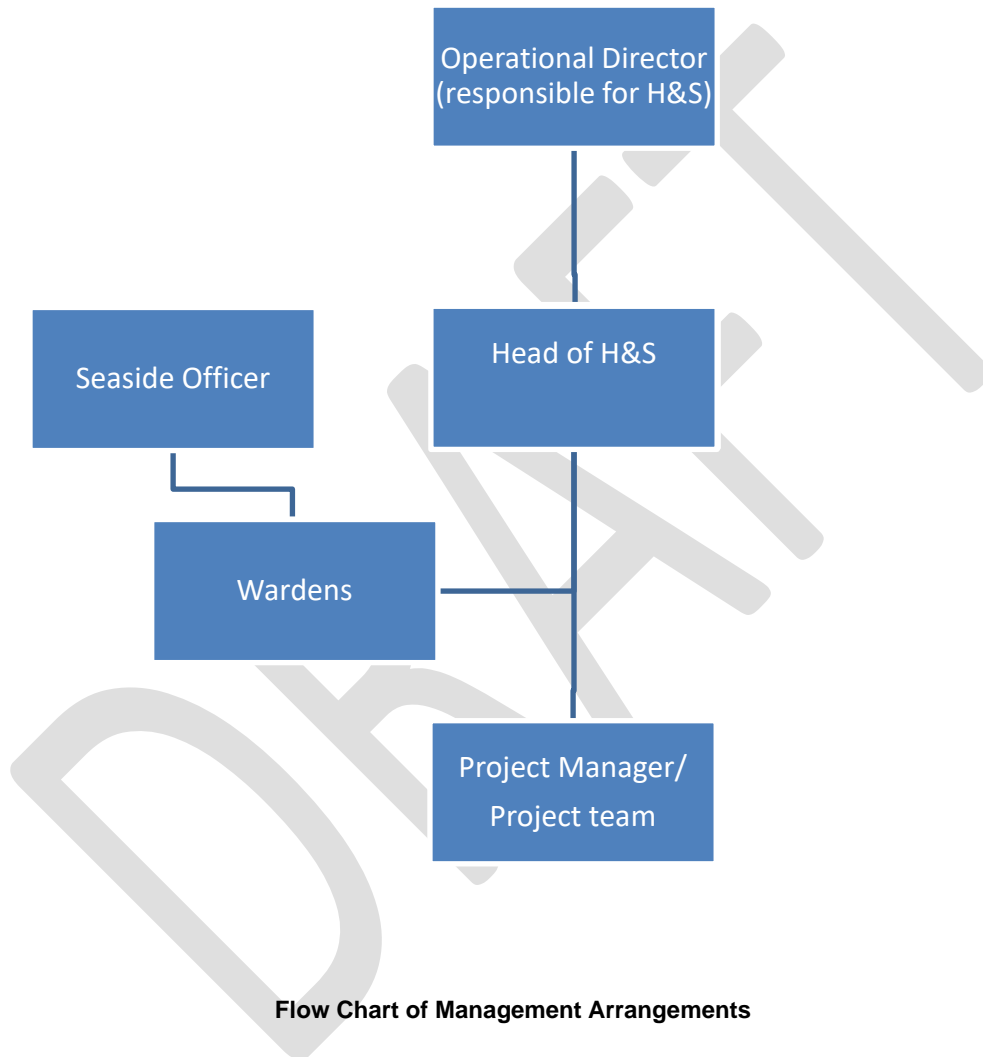 Operational Director
(responsible for H&S)
Seaside Officer
Head of H&S
Wardens
Project Manager/
Project team
DRAFT
Flow Chart of Management Arrangements